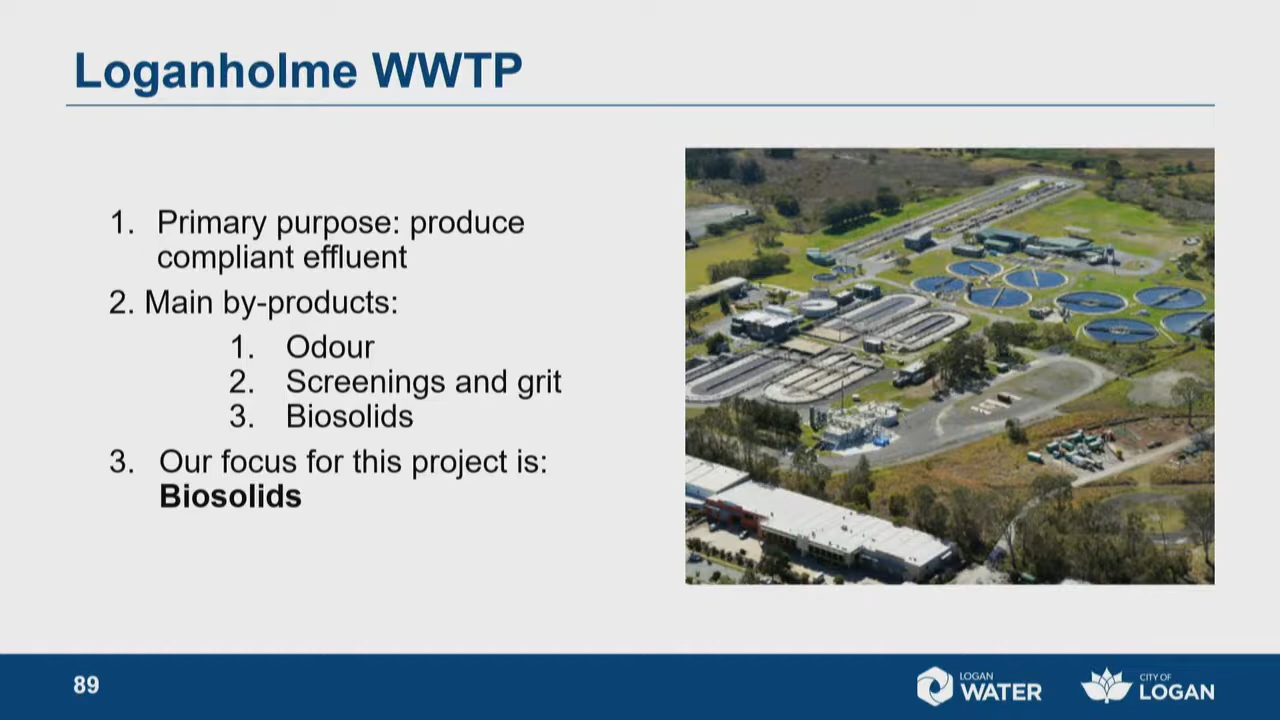 Loganholme WWTP
1. Primary purpose: produce
compliant effluent
2. Main by-products:
1. Odour
2. Screenings and grit
3. Biosolids
3. Our focus for this project is:
Biosolids
89
LOGAN
WATER
CITY OF
LOGAN